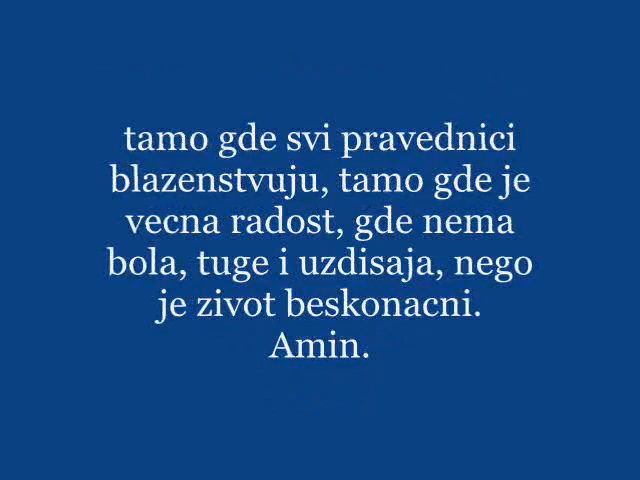 tamo gde svi pravednici
blazenstvuju, tamo gde je
vecna radost, gde nema
bola, tuge i uzdisaja, nego
je zivot beskonacni.
Amin.